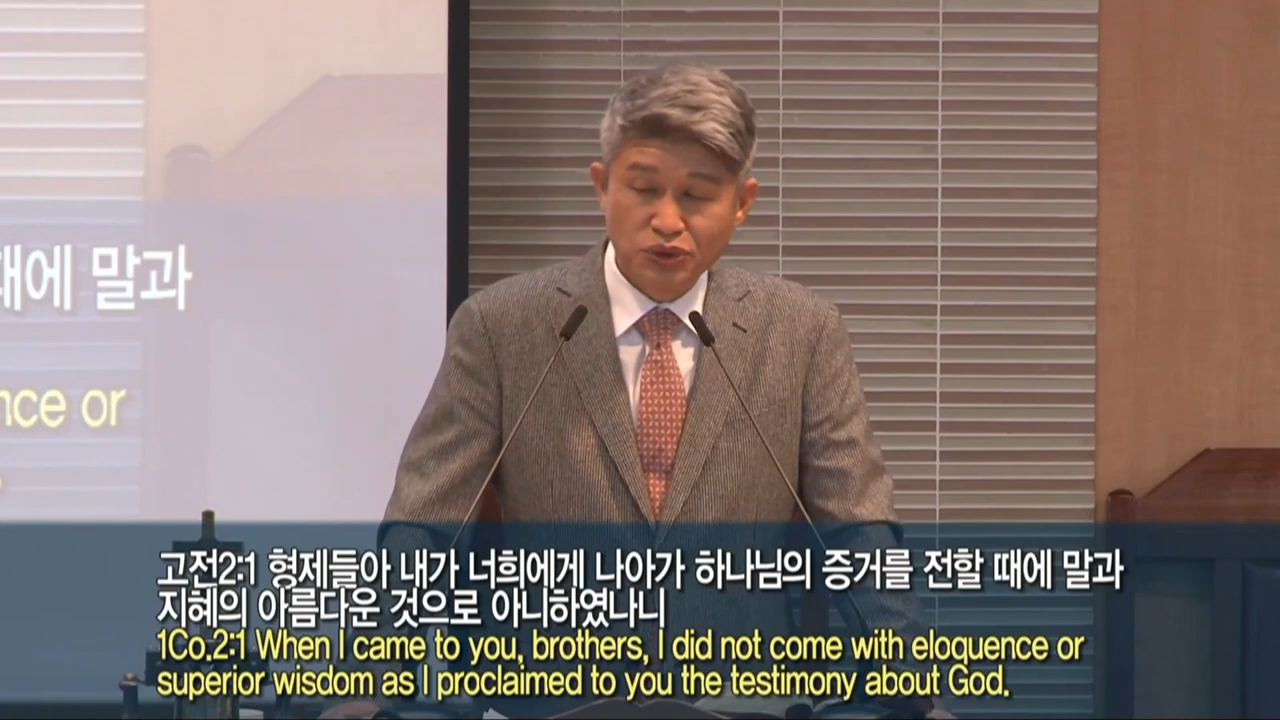 때에 말과
nce or
고전2:1 형제들아 내가 너희에게 나아가 하나님의 증거를 전할 때에 말과
지혜의 아름다운 것으로 아니하였나니
1Co.2:1 When I came to you, brothers, I did not come with eloquence or
superior wisdom as I proclaimed to you the testimony about God.